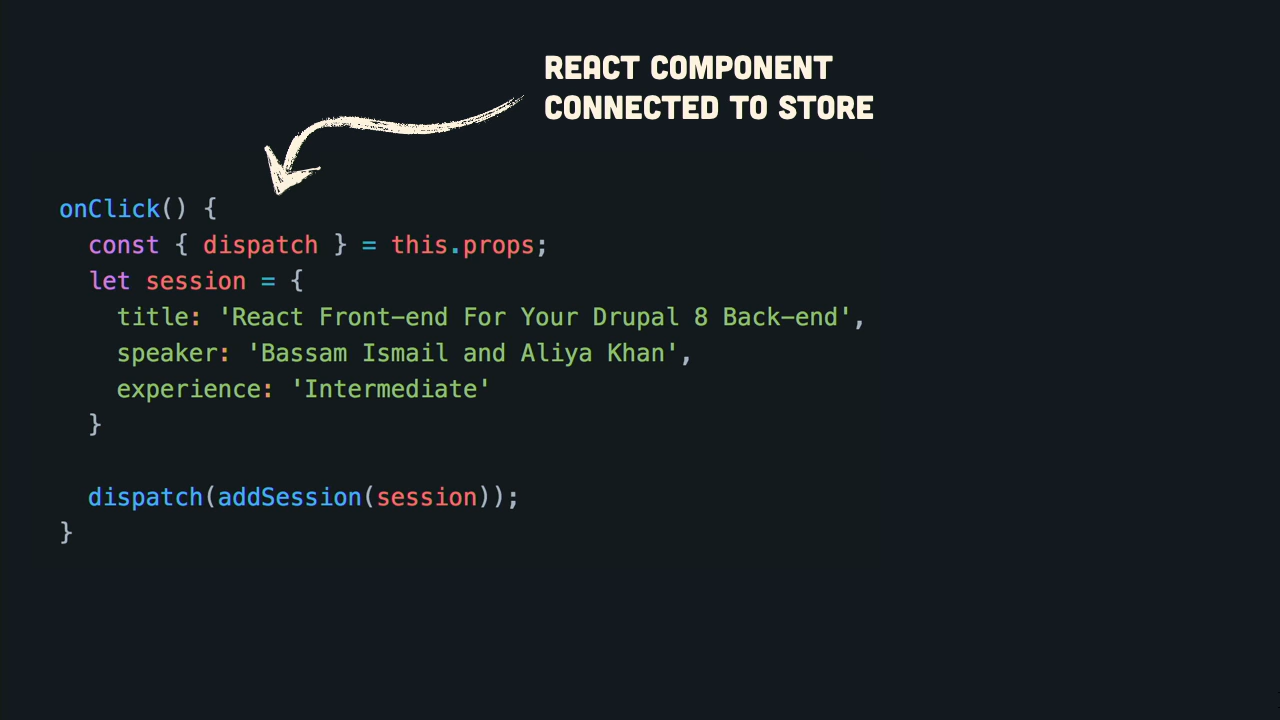 REACT COMPONENT
CONNECTED TO STORE
onClick() {
  const { dispatch } = this.props;
  let session = {
    title: 'React Front-end For Your Drupal 8 Back-end',
    speaker: 'Bassam Ismail and Aliya Khan',
    experience: 'Intermediate'
  }

  dispatch(addSession(session));
}